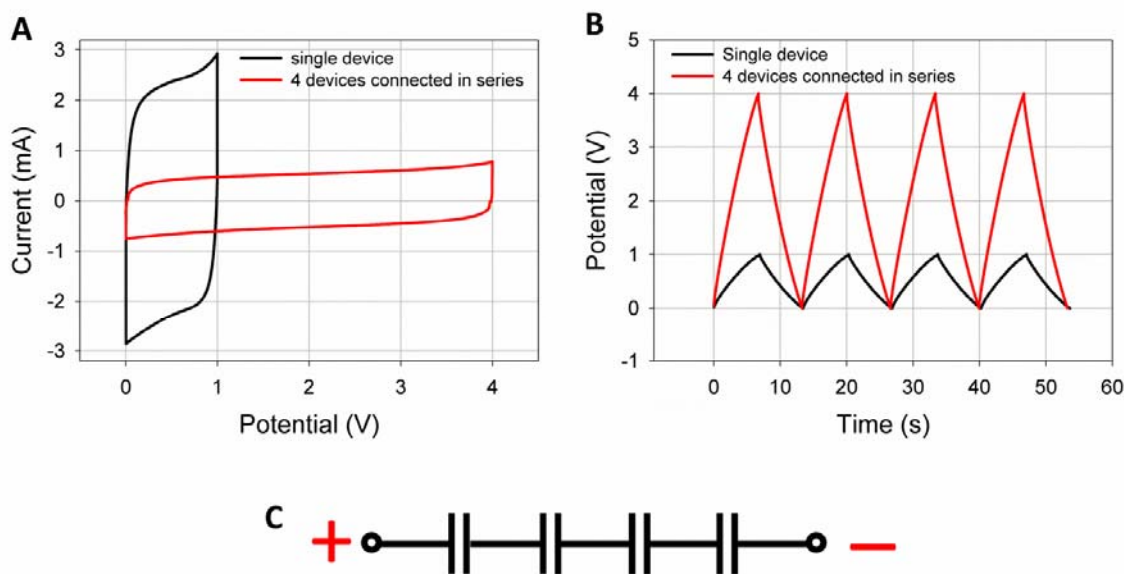 A
3
2
1
0
-1
-2
-3
Current (mA)
single device
4 devices connected in series
0
1
2
3
4
Potential (V)
B
5
4
3
2
1
0
-1
Potential (V)
Single device
4 devices connected in series
0
10
20
30
40
50
60
Time (s)
C
+
−